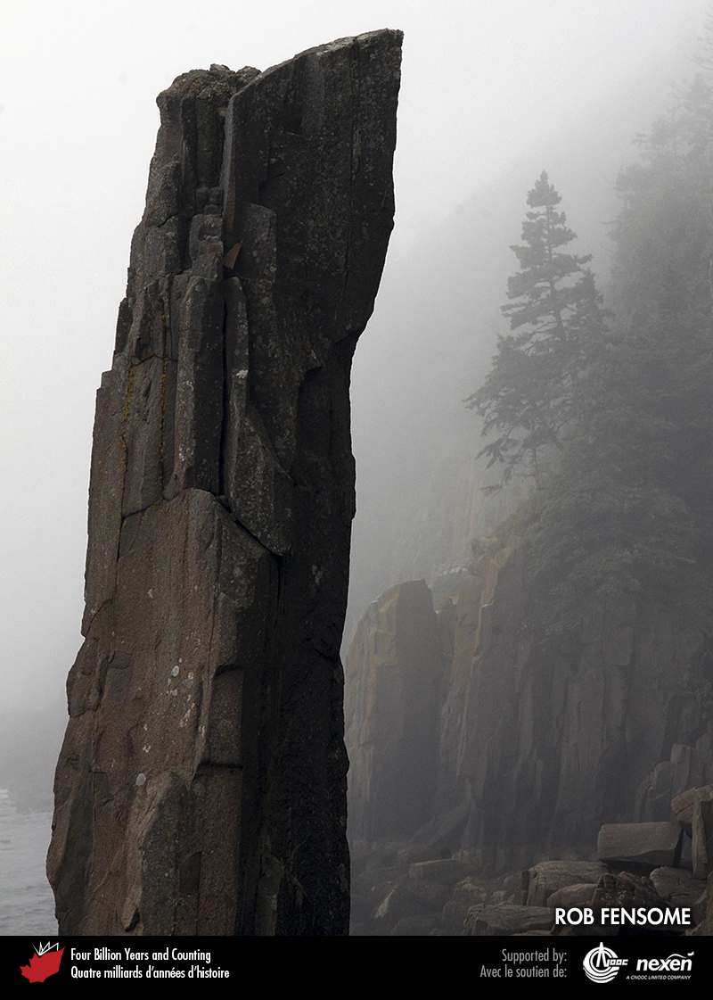 ROB FENSOME
Four Billion Years and Counting
Quatre milliards d'années d'histoire
Supported by:
Avec le soutien de:
CNOOC
nexen
A CNOOC LIMITED COMPANY